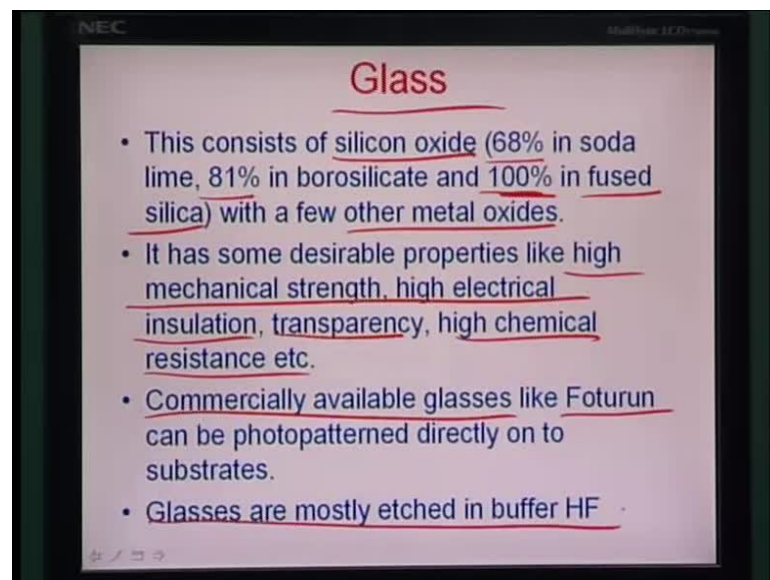 NEC
MultiSync LCD
Glass
• This consists of silicon oxide (68% in soda
lime, 81% in borosilicate and 100% in fused
silica) with a few other metal oxides.
• It has some desirable properties like high
mechanical strength, high electrical
insulation, transparency, high chemical
resistance etc.
• Commercially available glasses like Foturun
can be photopatterned directly on to
substrates.
• Glasses are mostly etched in buffer HF